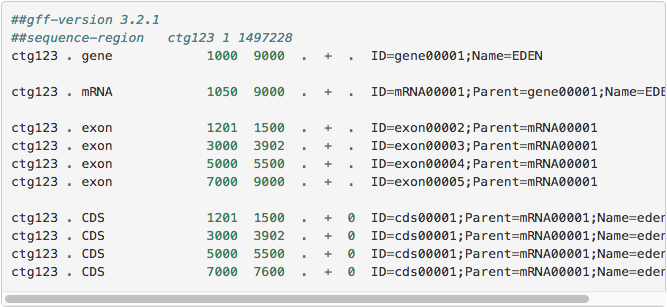 ##gff-version 3.2.1
##sequence-region   ctg123 1 1497228
ctg123 . gene            1000  9000  .  +  .  ID=gene00001;Name=EDEN
ctg123 . mRNA            1050  9000  .  +  .  ID=mRNA00001;Parent=gene00001;Name=EDE
ctg123 . exon            1201  1500  .  +  .  ID=exon00002;Parent=mRNA00001
ctg123 . exon            3000  3902  .  +  .  ID=exon00003;Parent=mRNA00001
ctg123 . exon            5000  5500  .  +  .  ID=exon00004;Parent=mRNA00001
ctg123 . exon            7000  9000  .  +  .  ID=exon00005;Parent=mRNA00001
ctg123 . CDS             1201  1500  .  +  0  ID=cds00001;Parent=mRNA00001;Name=eden
ctg123 . CDS             3000  3902  .  +  0  ID=cds00001;Parent=mRNA00001;Name=eden
ctg123 . CDS             5000  5500  .  +  0  ID=cds00001;Parent=mRNA00001;Name=eden
ctg123 . CDS             7000  7600  .  +  0  ID=cds00001;Parent=mRNA00001;Name=eden